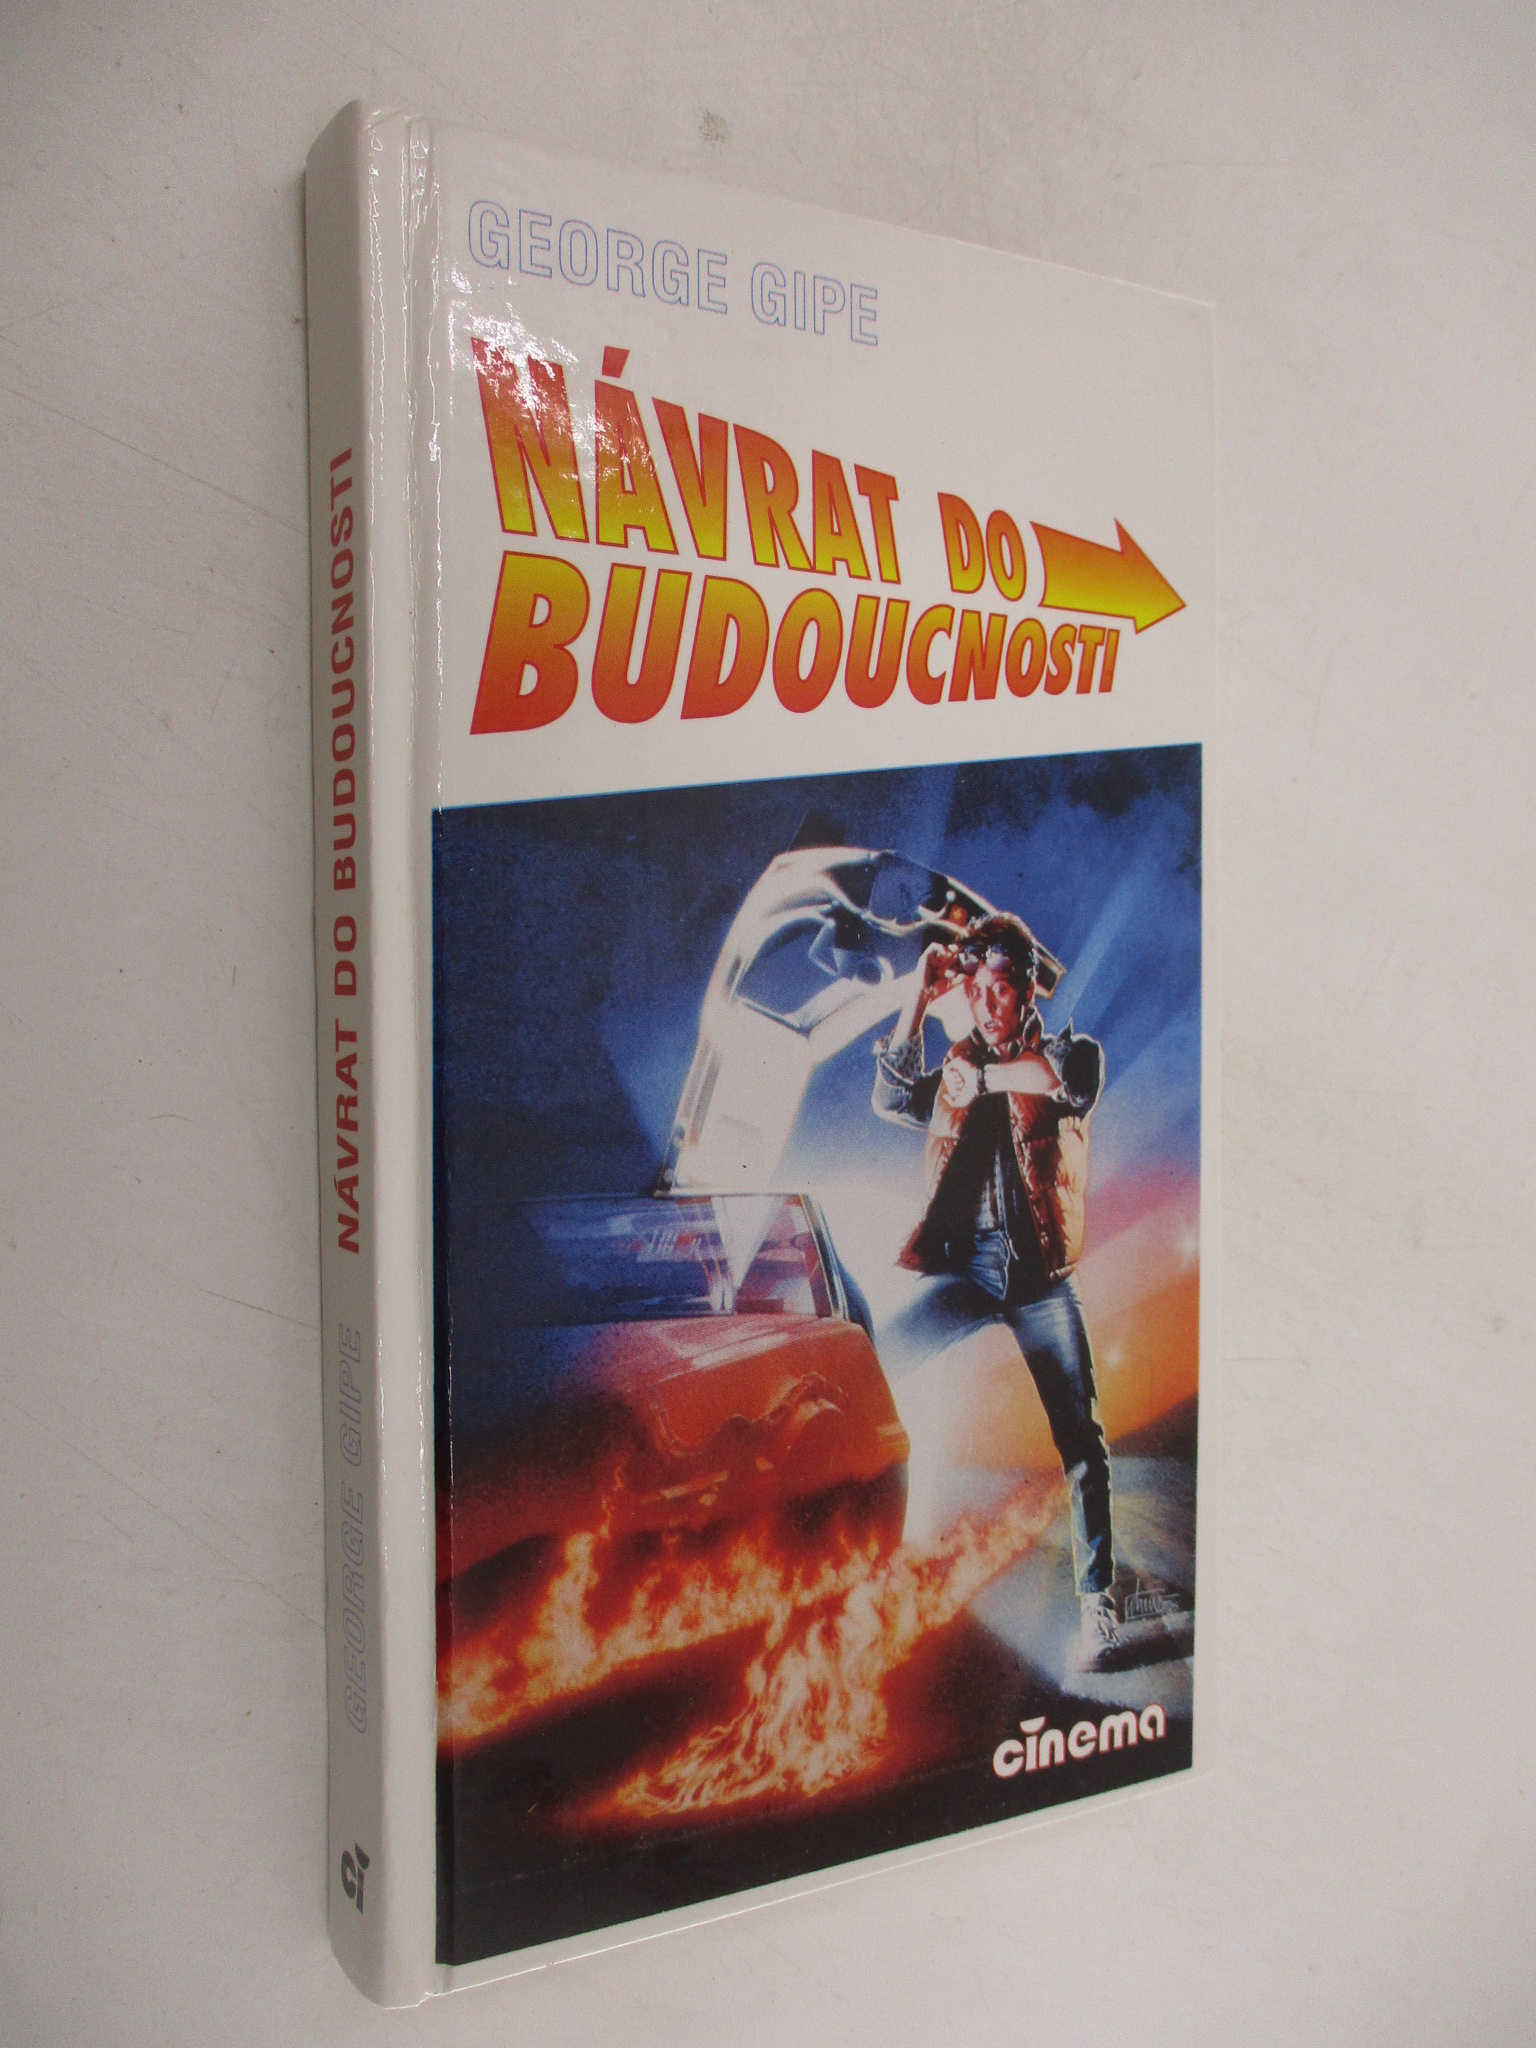 GEORGE GIPE
NÁVRAT DO
BUDOUCNOSTI
cinema
GEORGE GIPE NÁVRAT DO BUDOUCNOSTI